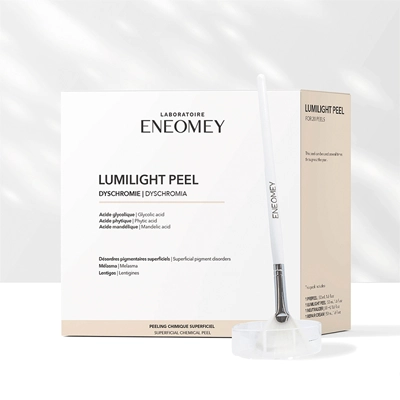 LABORATOIRE
ENEOMEY
LUMILIGHT PEEL
DYSCHROMIE | DYSCHROMIA
Acide glycolique | Glycolic acid
Acide phytique | Phytic acid
Acide mandélique | Mandelic acid
Désordres pigmentaires superficiels | Superficial pigment disorders
Mélasma | Melasma
Lentigos | Lentigines
PEELING CHIMIQUE SUPERFICIEL
SUPERFICIAL CHEMICAL PEEL
ENEOMEY
LUMILIGHT PEEL